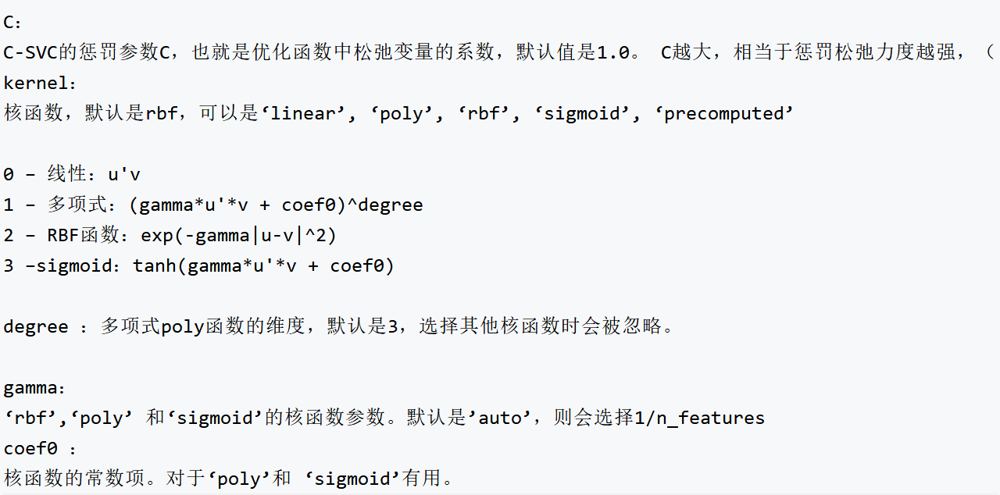 C：
C-SVC的惩罚参数C，也就是优化函数中松弛变量的系数，默认值是1.0。 C越大，相当于惩罚松弛力度越强，（
kernel：
核函数，默认是rbf，可以是‘linear’, ‘poly’, ‘rbf’, ‘sigmoid’, ‘precomputed’
0 – 线性：u'v
1 – 多项式：(gamma*u'*v + coef0)^degree
2 – RBF函数：exp(-gamma|u-v|^2)
3 –sigmoid：tanh(gamma*u'*v + coef0)
degree ：多项式poly函数的维度，默认是3，选择其他核函数时会被忽略。
gamma：
‘rbf’,‘poly’ 和‘sigmoid’的核函数参数。默认是’auto’，则会选择1/n_features
coef0 ：
核函数的常数项。对于‘poly’和 ‘sigmoid’有用。